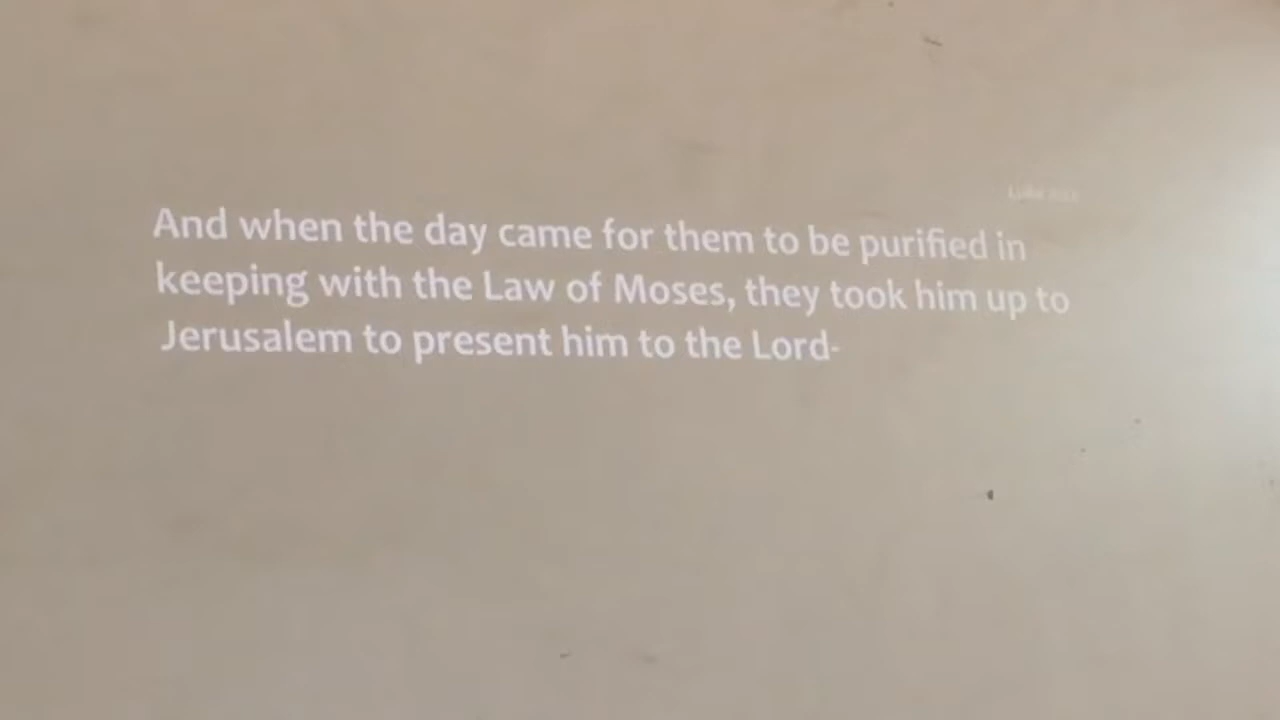 Luke
And when the day came for them to be purified in
keeping with the Law of Moses, they took him up to
Jerusalem to present him to the Lord-